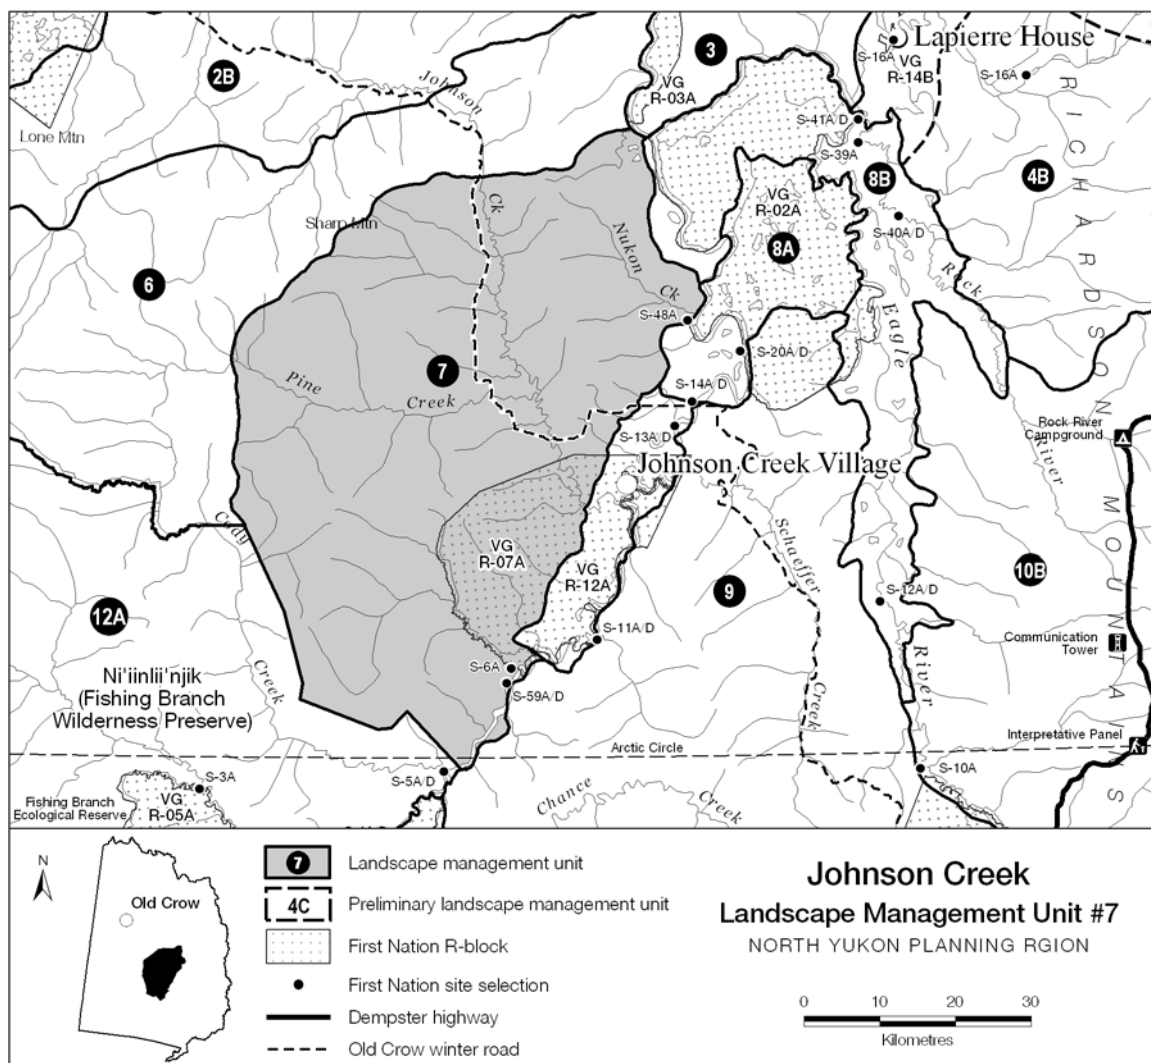 3
Lapierre House
S-16A
VG
R-14B
S-16A
2B
Johnson
VG
R-03A
Lone Mtn
S-41A/D
S-39A
8B
4B
RICHARDSON MOUNTAINS
Ck
Sharp Mtn
Nukon
Ck
VG
R-02A
8A
S-40A/D
Rock
River
6
S-48A
Eagle
River
7
S-20A/D
Pine
Creek
S-14A/D
Rock River
Campground
S-13A/D
Johnson Creek Village
Cody
Creek
Schaeffer
Creek
VG
R-07A
VG
R-12A
9
10B
12A
S-12A/D
S-11A/D
Communication
Tower
Ni'iinlii'njik
(Fishing Branch
Wilderness Preserve)
S-6A
S-59A/D
Interpretative Panel
Arctic Circle
S-3A
S-5A/D
S-10A
Chance
Creek
Fishing Branch
Ecological Reserve
VG
R-05A
N
Old Crow
7
Landscape management unit
4C
Preliminary landscape management unit
First Nation R-block
First Nation site selection
Dempster highway
Old Crow winter road
Johnson Creek
Landscape Management Unit #7
NORTH YUKON PLANNING RGION
0 10 20 30
Kilometres